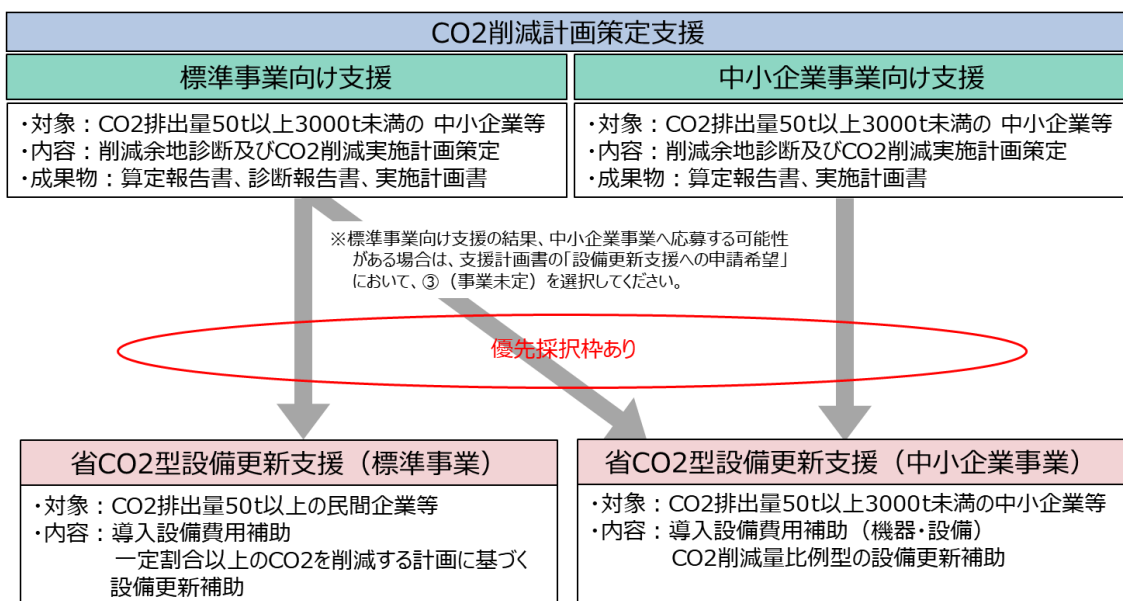 CO2削減計画策定支援
標準事業向け支援
・対象：CO2排出量50t以上3000t未満の 中小企業等
・内容：削減余地診断及びCO2削減実施計画策定
・成果物：算定報告書、診断報告書、実施計画書
中小企業事業向け支援
・対象：CO2排出量50t以上3000t未満の 中小企業等
・内容：削減余地診断及びCO2削減実施計画策定
・成果物：算定報告書、実施計画書
※標準事業向け支援の結果、中小企業事業へ応募する可能性
がある場合は、支援計画書の「設備更新支援への申請希望」
において、③（事業未定）を選択してください。
優先採択枠あり
省CO2型設備更新支援（標準事業）
・対象：CO2排出量50t以上の民間企業等
・内容：導入設備費用補助
一定割合以上のCO2を削減する計画に基づく
設備更新補助
省CO2型設備更新支援（中小企業事業）
・対象：CO2排出量50t以上3000t未満の中小企業等
・内容：導入設備費用補助（機器・設備）
CO2削減量比例型の設備更新補助